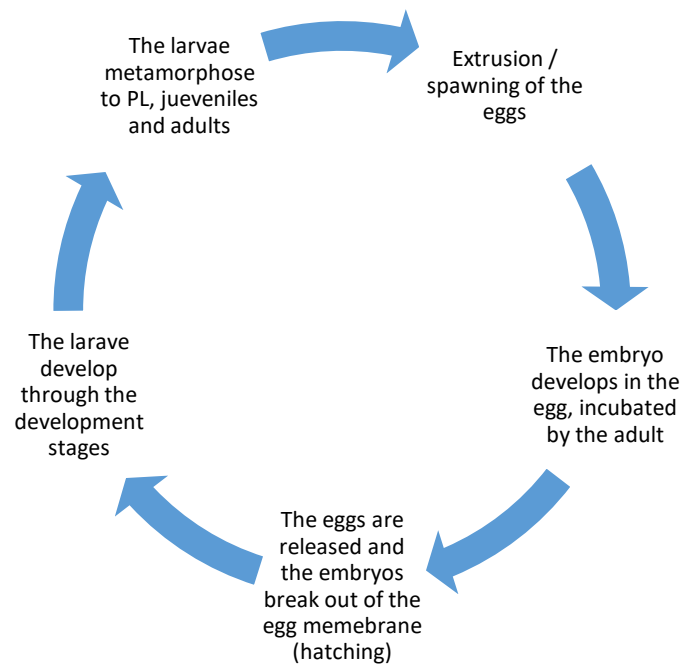 The larvae
metamorphose
to PL, jueveniles
and adults
Extrusion /
spawning of the
eggs
The embryo
develops in the
egg, incubated
by the adult
The eggs are
released and
the embryos
break out of the
egg memebrane
(hatching)
The larave
develop
through the
development
stages